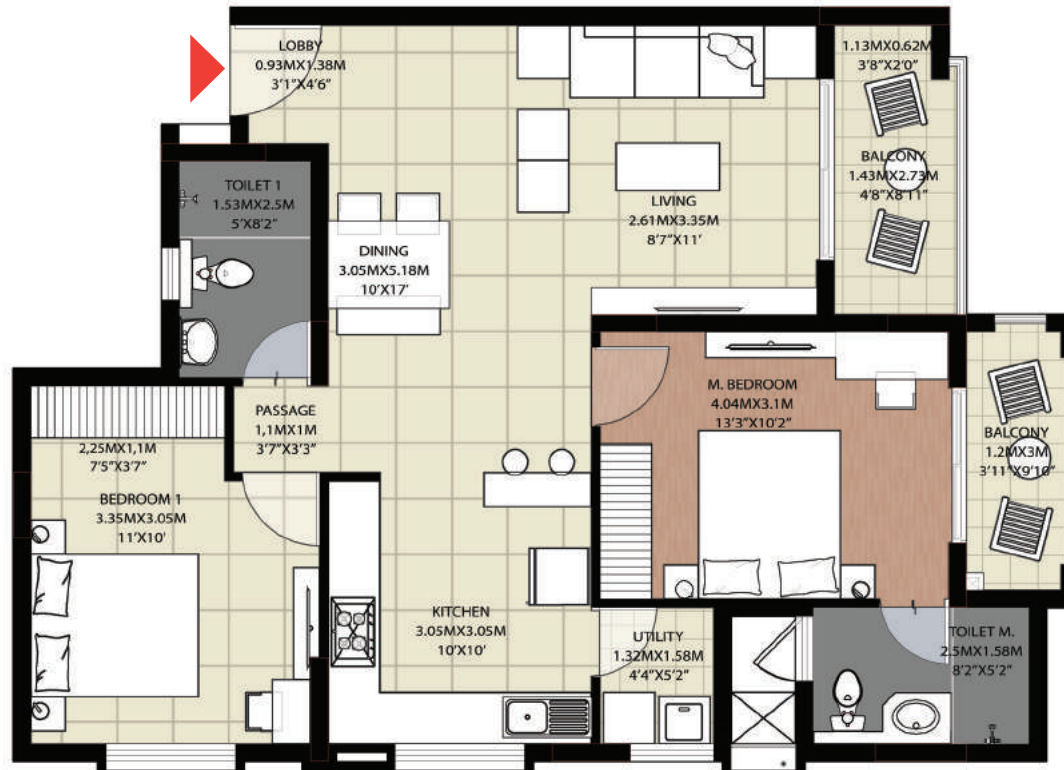 LOBBY
0.93MX1.38M
3'1"X4'6"
1.13MX0.62M
3'8"X2'0"
TOILET 1
1.53MX2.5M
5'X8'2"
BALCONY
1.43MX2.73M
4'8"X8'11"
LIVING
2.61MX3.35M
8'7"X11'
DINING
3.05MX5.18M
10'X17'
M. BEDROOM
4.04MX3.1M
13'3"X10'2"
PASSAGE
1,1MX1M
3'7"X3'3"
BALCONY
1.2MX3M
3'11"X9'10"
2,25MX1,1M
7'5"X3'7"
BEDROOM 1
3.35MX3.05M
11'X10'
KITCHEN
3.05MX3.05M
10'X10'
UTILITY
1.32MX1.58M
4'4"X5'2"
TOILET M.
2.5MX1.58M
8'2"X5'2"